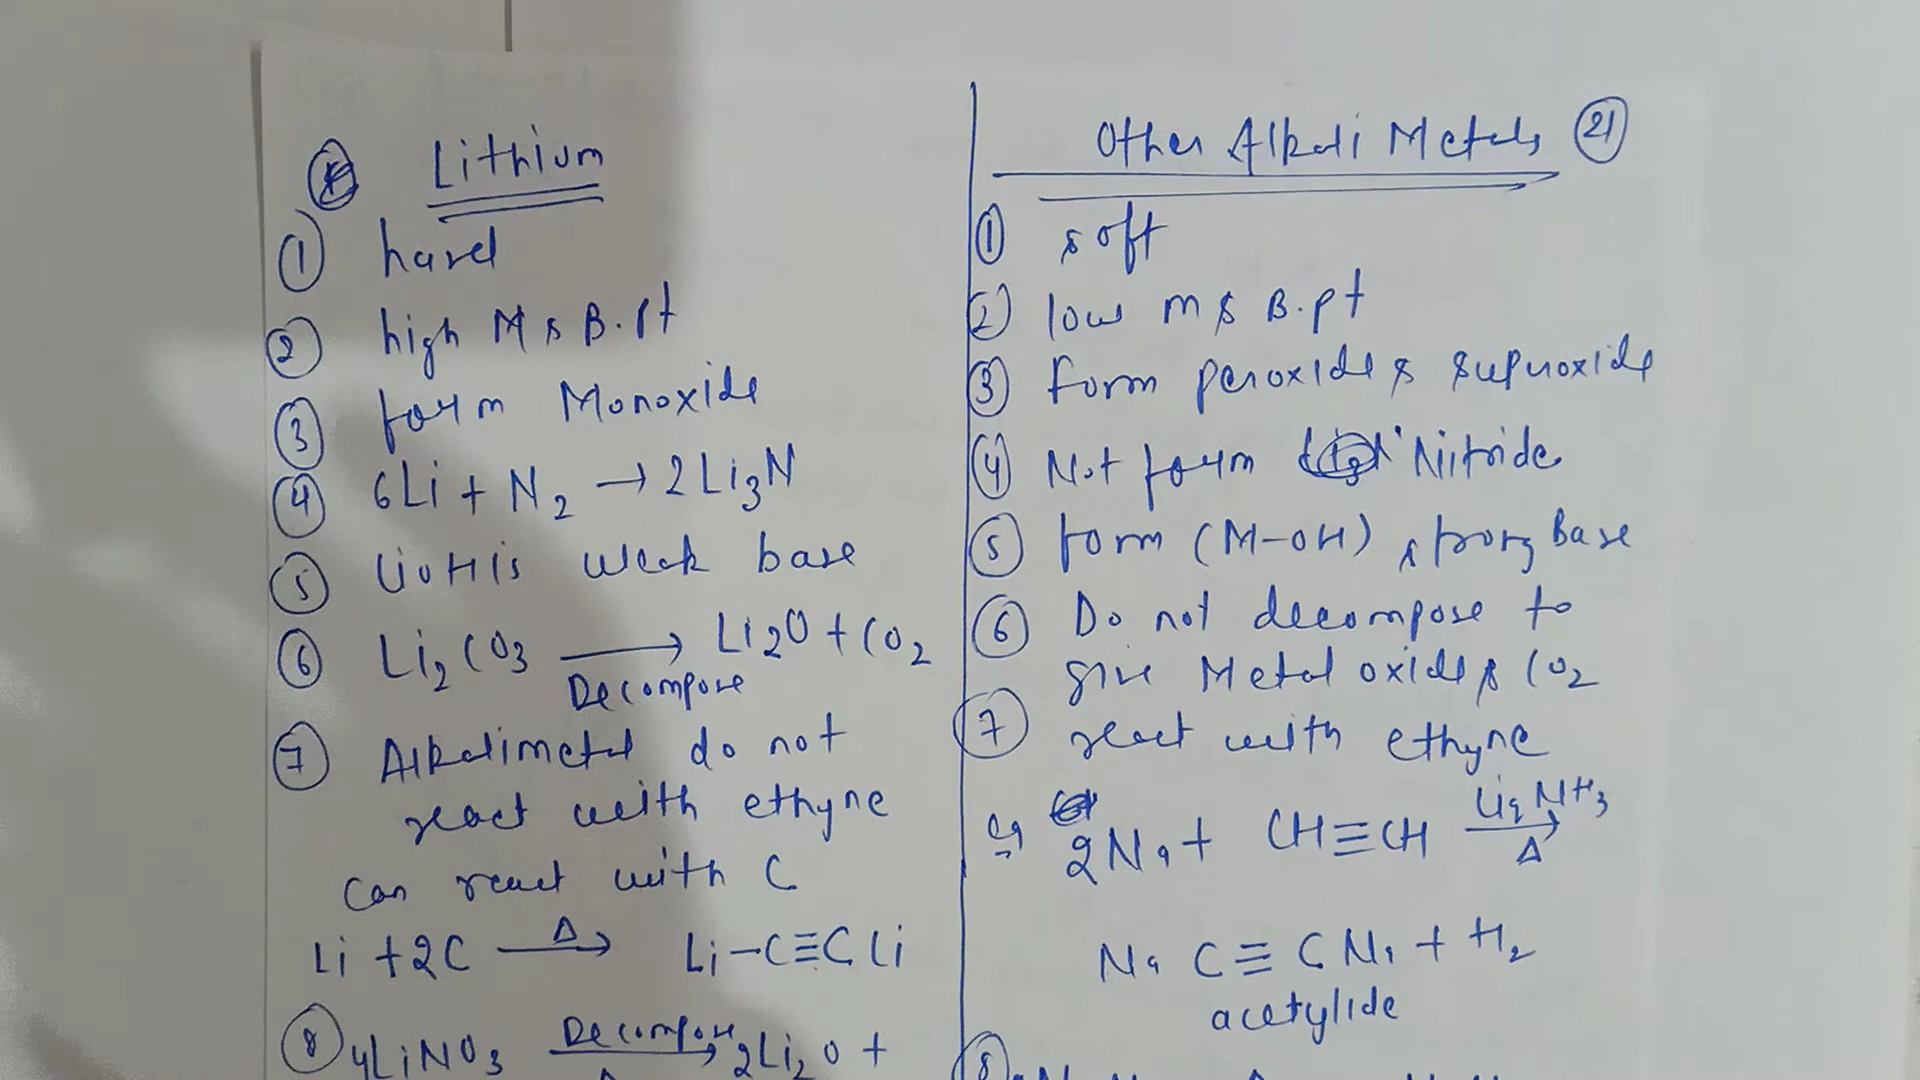 Lithium
① hard
② high M & B.pt
③ form Monoxide
④ 6Li + N2 → 2Li3N
⑤ LiOH is weak base
⑥ Li2CO3 → Li2O + CO2
Decompose
⑦ Alkalimetal do not
react with ethyne
Can react with C
Li + 2C Δ→ Li-C≡CLi
⑧ 4LiNO3 Decompose→ 2Li2O +
Other Alkali Metals ㉑
① soft
② low m & B.pt
③ Form peroxide & superoxide
④ Not form Nitride
⑤ form (M-OH) strong Base
⑥ Do not decompose to
give Metal oxide & CO2
⑦ react with ethyne
eg 2Na + CH≡CH Liq NH3→ Δ
Na C≡CNa + H2
acetylide
⑧